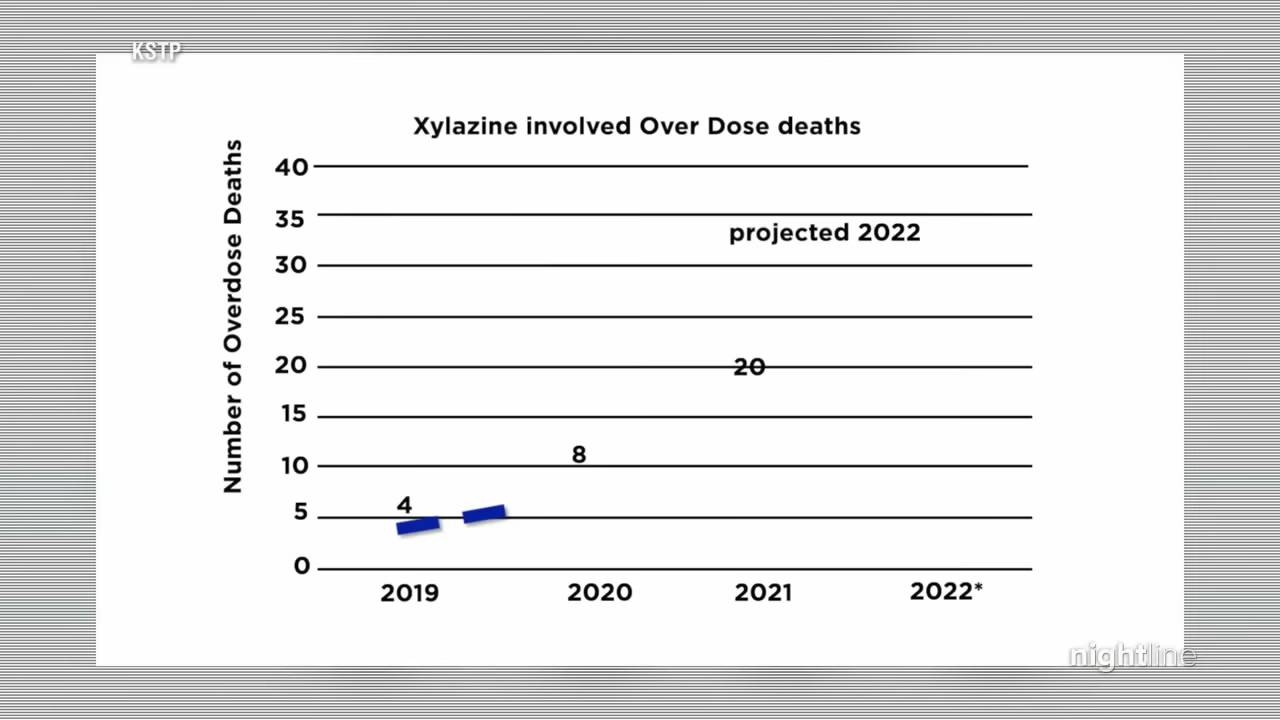 KSTP
Xylazine involved Over Dose deaths
Number of Overdose Deaths
40
35
projected 2022
30
25
20
20
15
8
10
4
5
0
2019 2020 2021 2022*
nightline